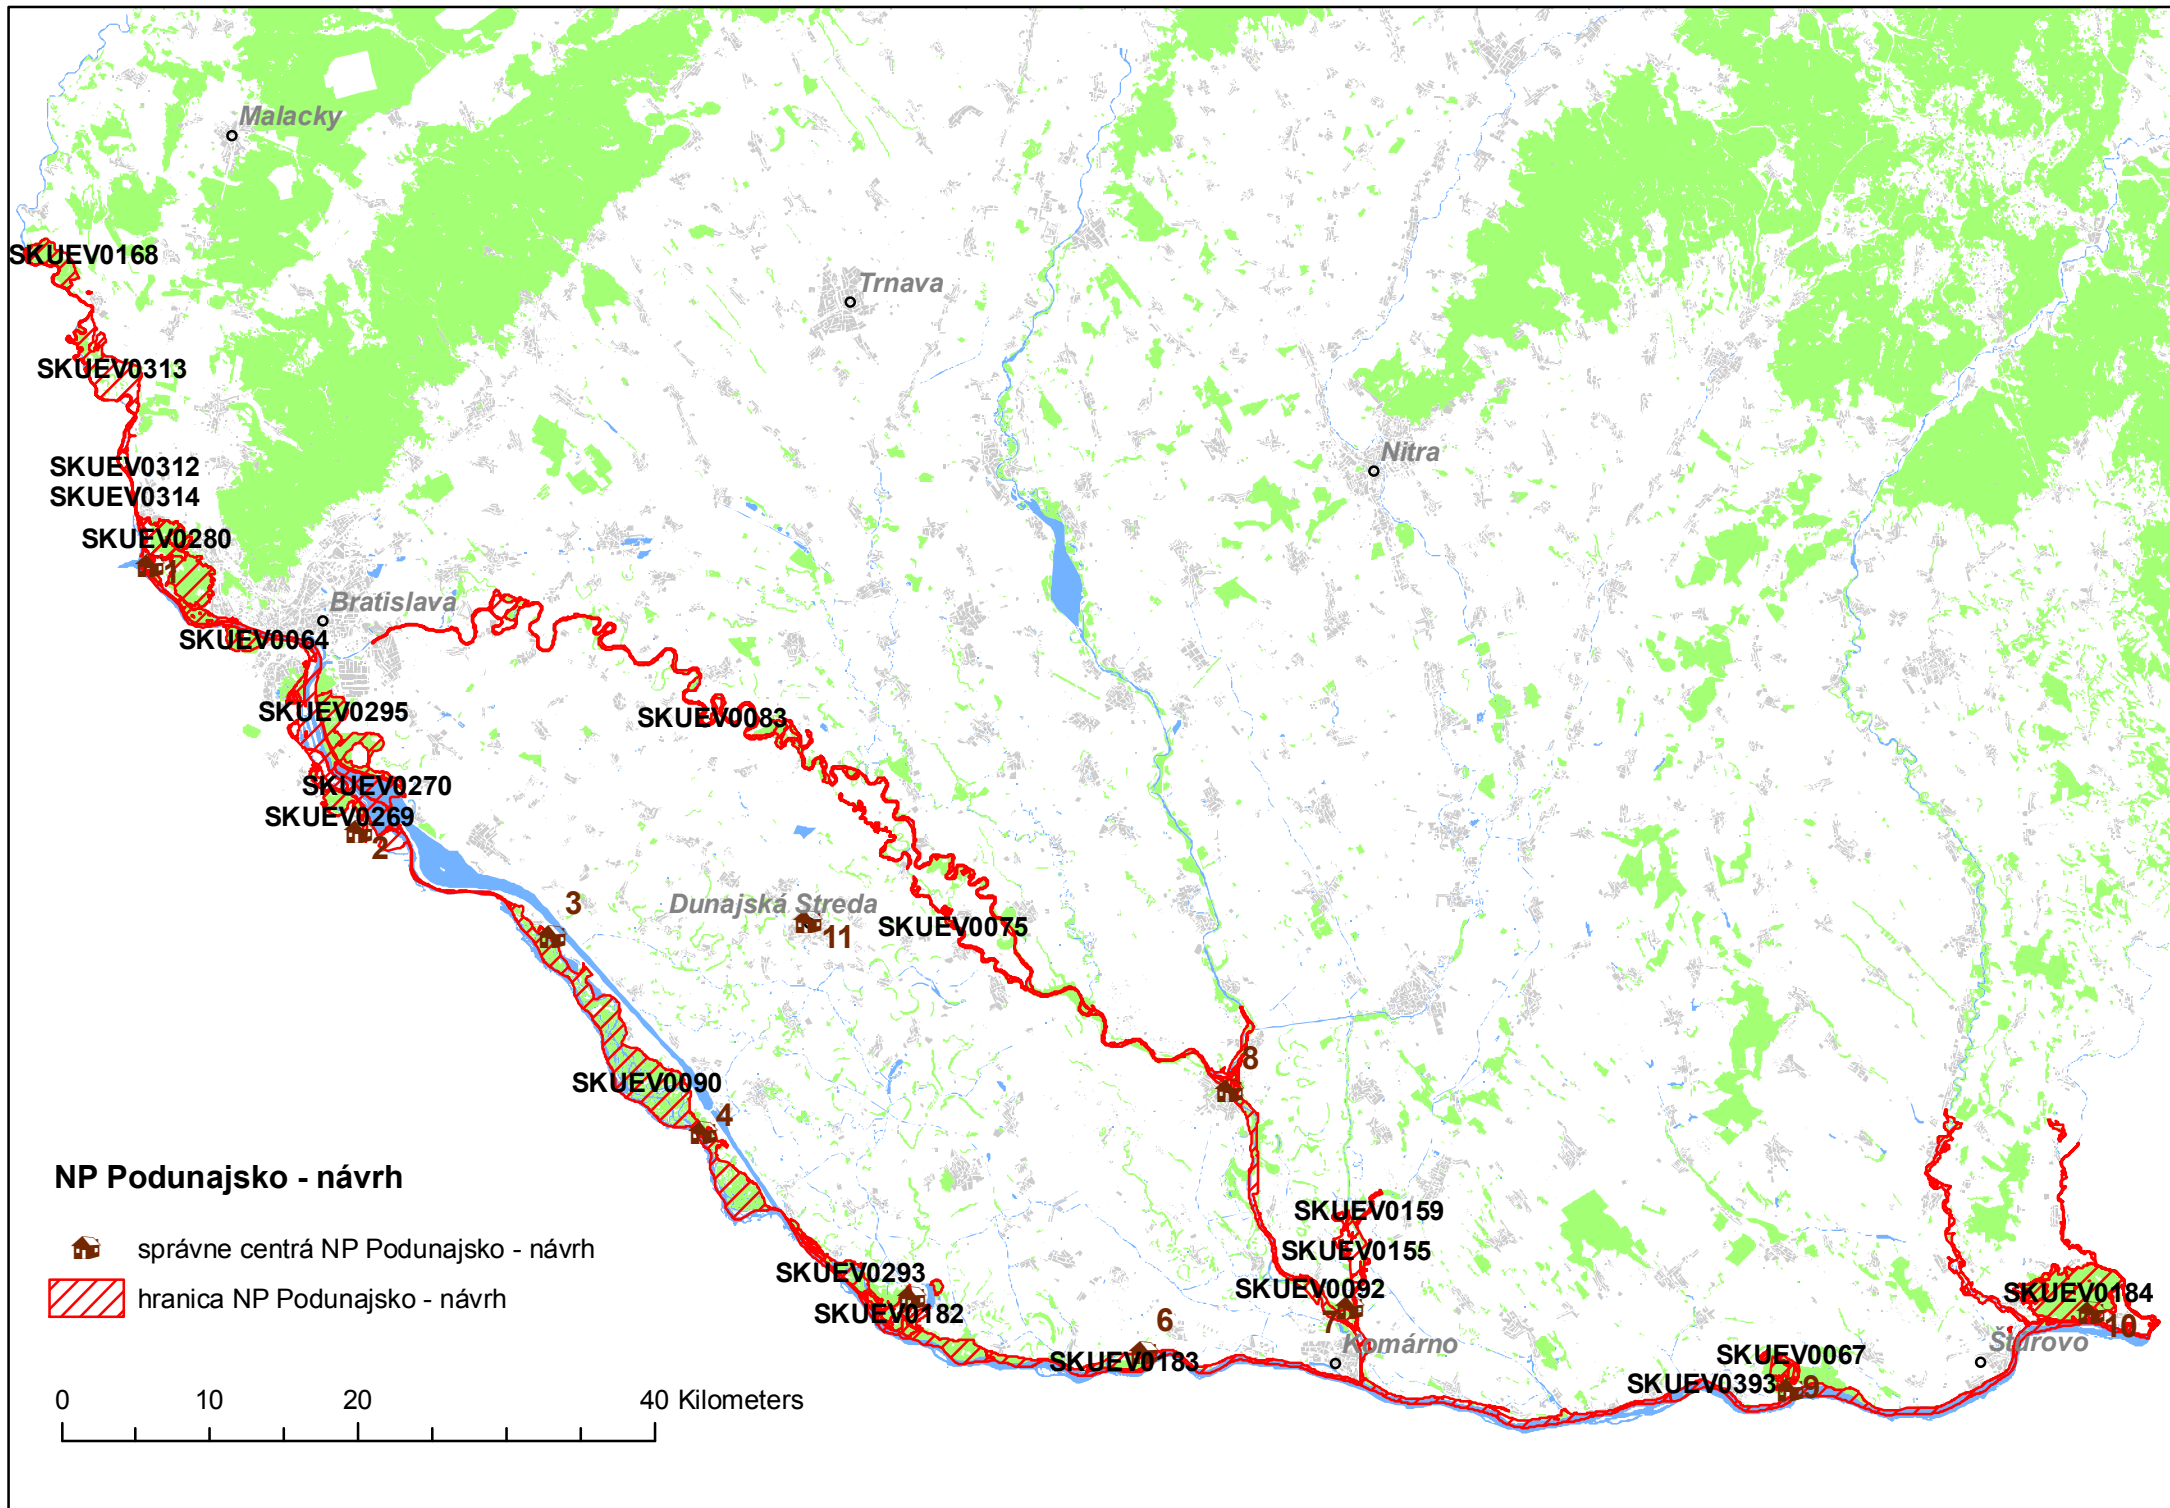 Malacky
SKUEV0168
Trnava
SKUEV0313
Nitra
SKUEV0312
SKUEV0314
SKUEV0280
1
Bratislava
SKUEV0064
SKUEV0295
SKUEV0083
SKUEV0270
SKUEV0269
2
3
Dunajská Streda
11
SKUEV0075
8
SKUEV0090
4
NP Podunajsko - návrh
správne centrá NP Podunajsko - návrh
hranica NP Podunajsko - návrh
SKUEV0159
SKUEV0155
SKUEV0293
SKUEV0092
SKUEV0184
SKUEV0182
6
7
10
Komárno
Štúrovo
SKUEV0183
SKUEV0067
SKUEV0393
9
0 10 20 40 Kilometers